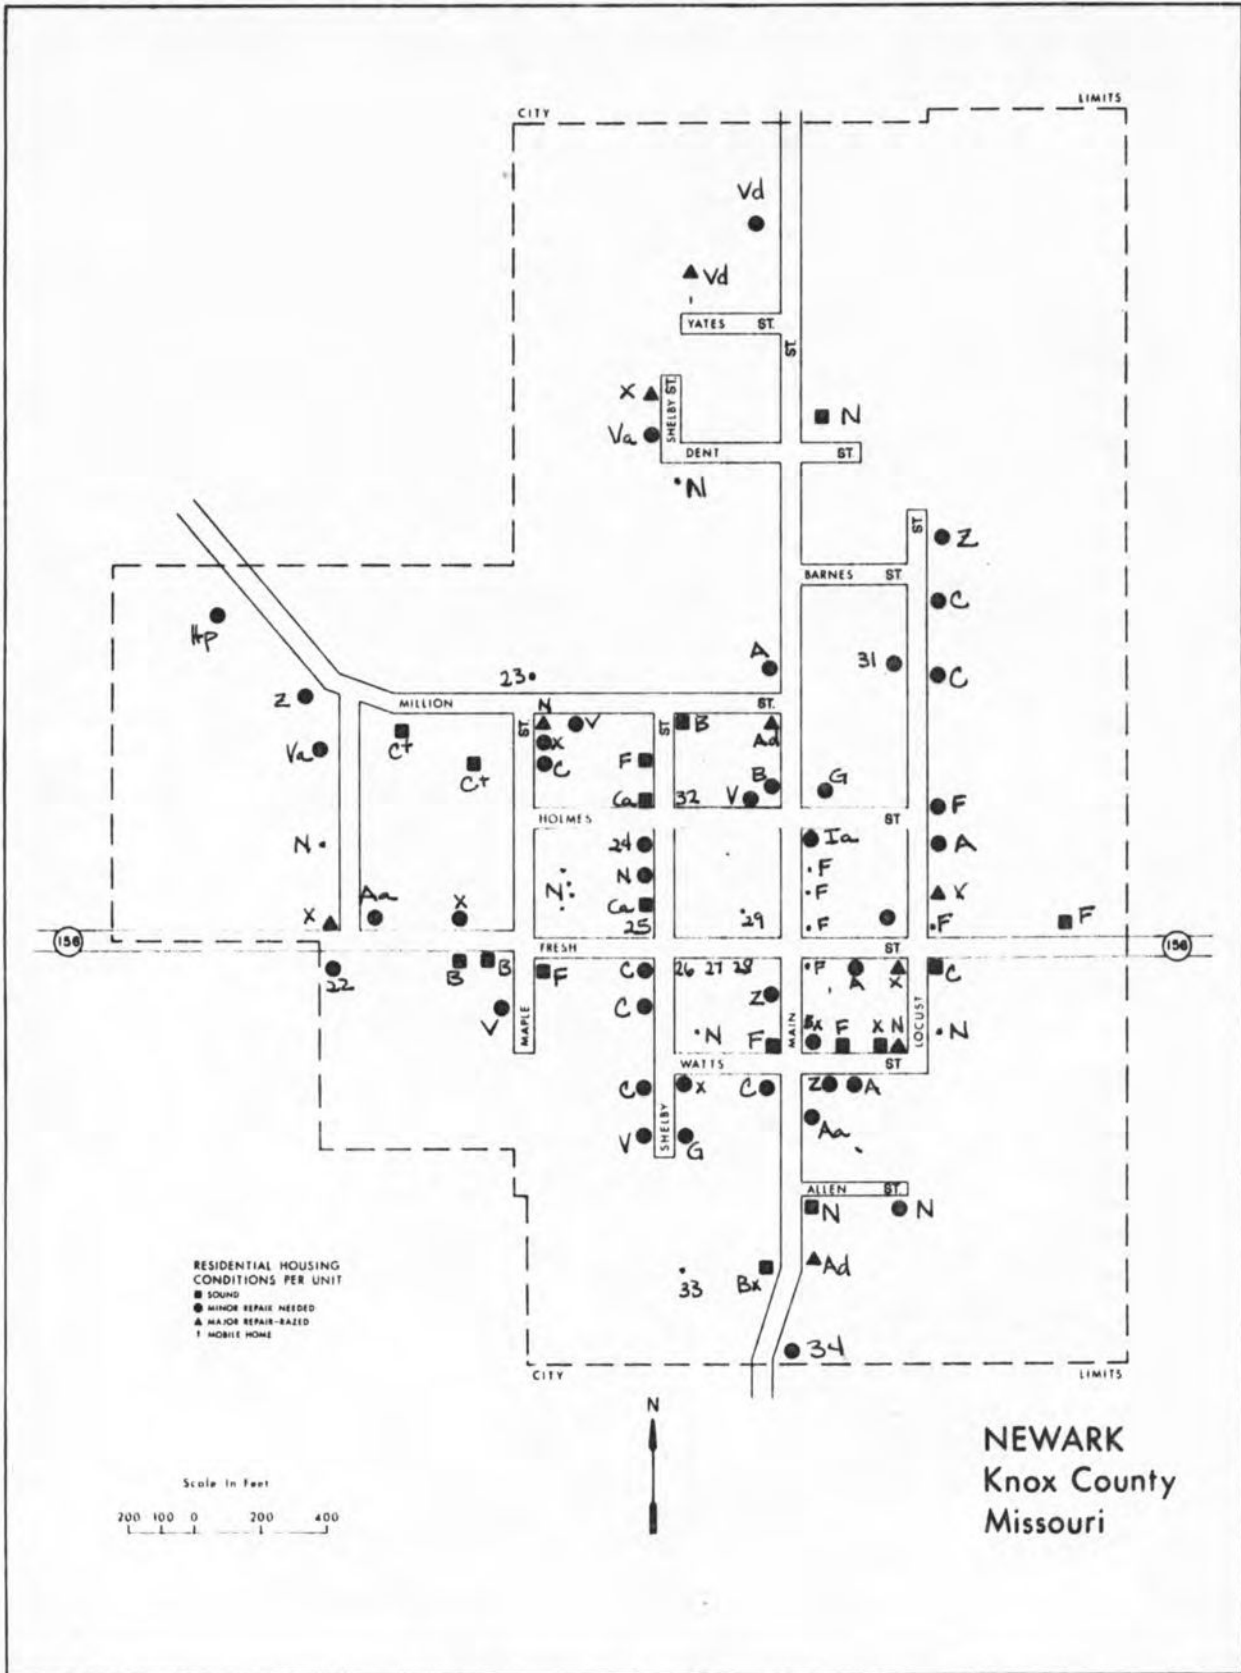 CITY
LIMITS
Vd
Vd
YATES ST.
ST.
X
SHELBY ST.
N
Va
DENT ST.
N
ST.
Z
BARNES ST.
C
Hp
A
31
C
23
Z
MILLION ST.
N
ST.
V
ST
B
Ad
C+
X
Va
C+
C
F
B
G
Ca
32
V
F
HOLMES
ST
24
Ia
A
N
F
N
N
F
X
Aa
X
Ca
X
25
29
F
F
F
156
FRESH
ST
156
22
B
B
F
C
26 27 28
F
A
X
C
V
C
Z
MAPLE
MAIN
LOCUST
N
F
Bx
F
X N
N
WATTS
ST
C
X
C
Z
A
SHELBY
Aa
V
G
ALLEN ST.
N
N
RESIDENTIAL HOUSING
CONDITIONS PER UNIT
SOUND
MINOR REPAIR NEEDED
MAJOR REPAIR-RAZED
MOBILE HOME
33
Bx
Ad
34
CITY
LIMITS
N
NEWARK
Knox County
Missouri
Scale In Feet
200 100 0 200 400